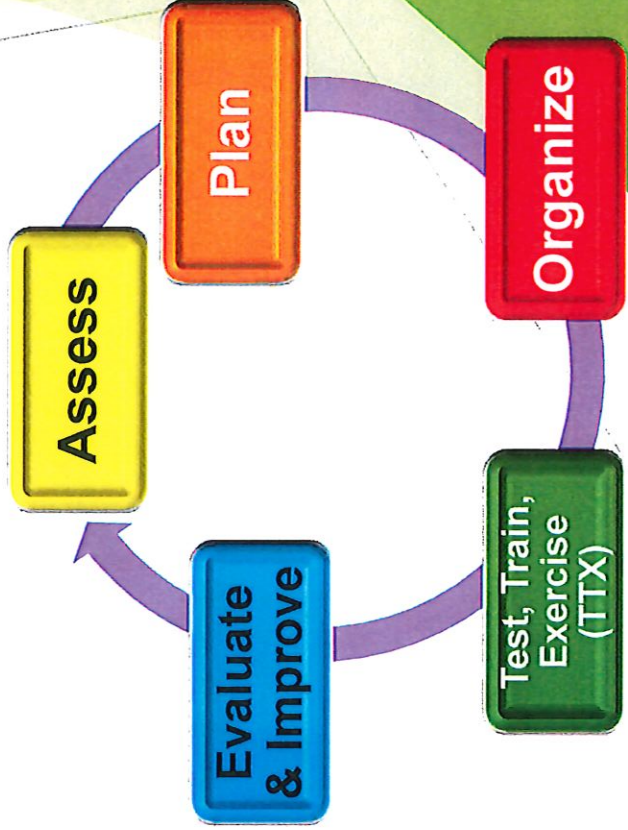 Assess
Plan
Organize
Test, Train,
Exercise
(TTX)
Evaluate
& Improve